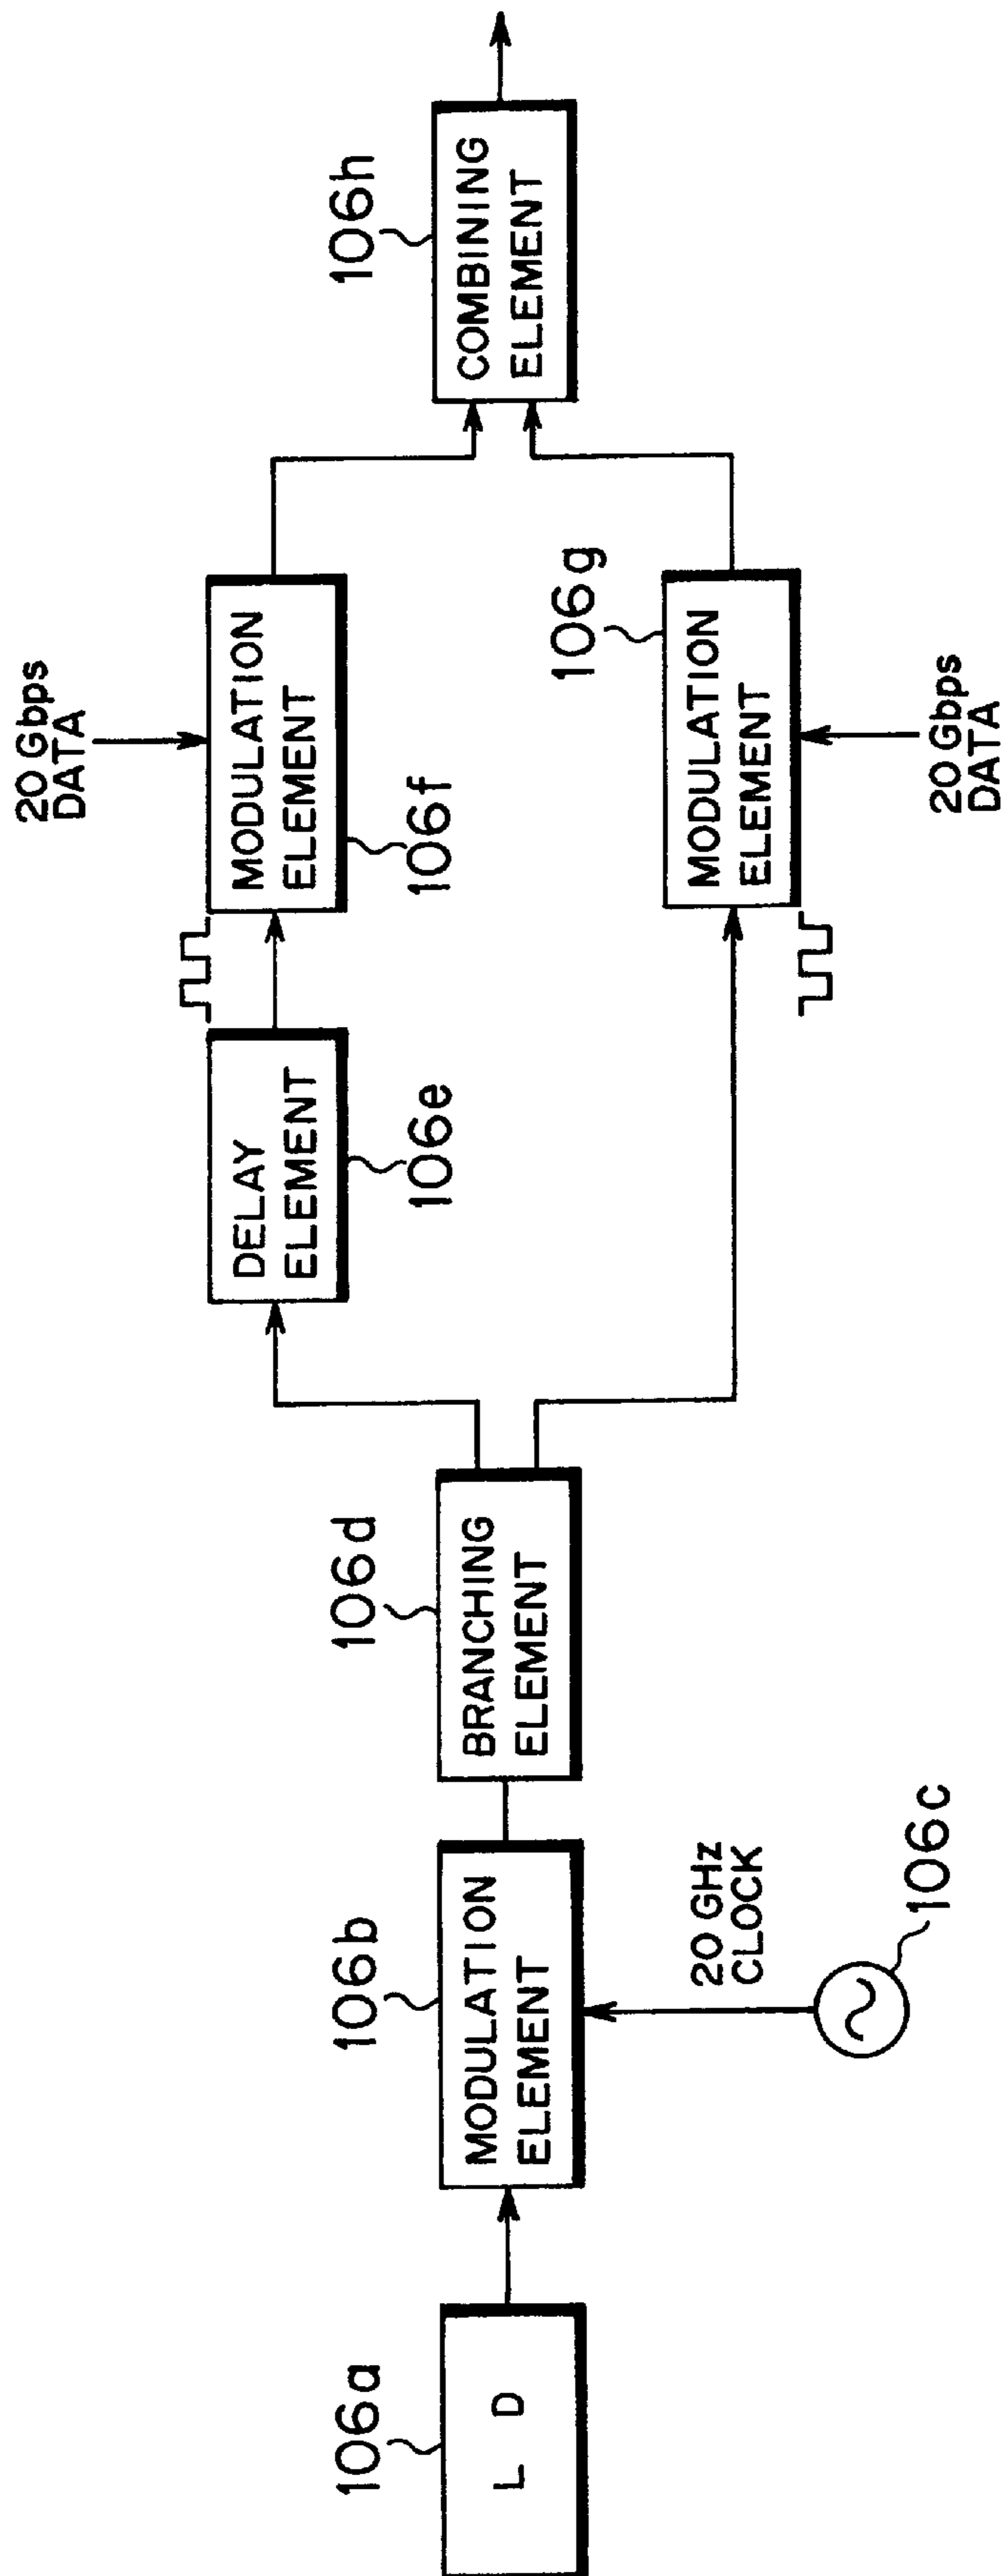 106a
L D
106b
MODULATION
ELEMENT
20 GHz
CLOCK
106c
106d
BRANCHING
ELEMENT
DELAY
ELEMENT
106e
20 Gbps
DATA
MODULATION
ELEMENT
106f
106g
MODULATION
ELEMENT
20 Gbps
DATA
106h
COMBINING
ELEMENT